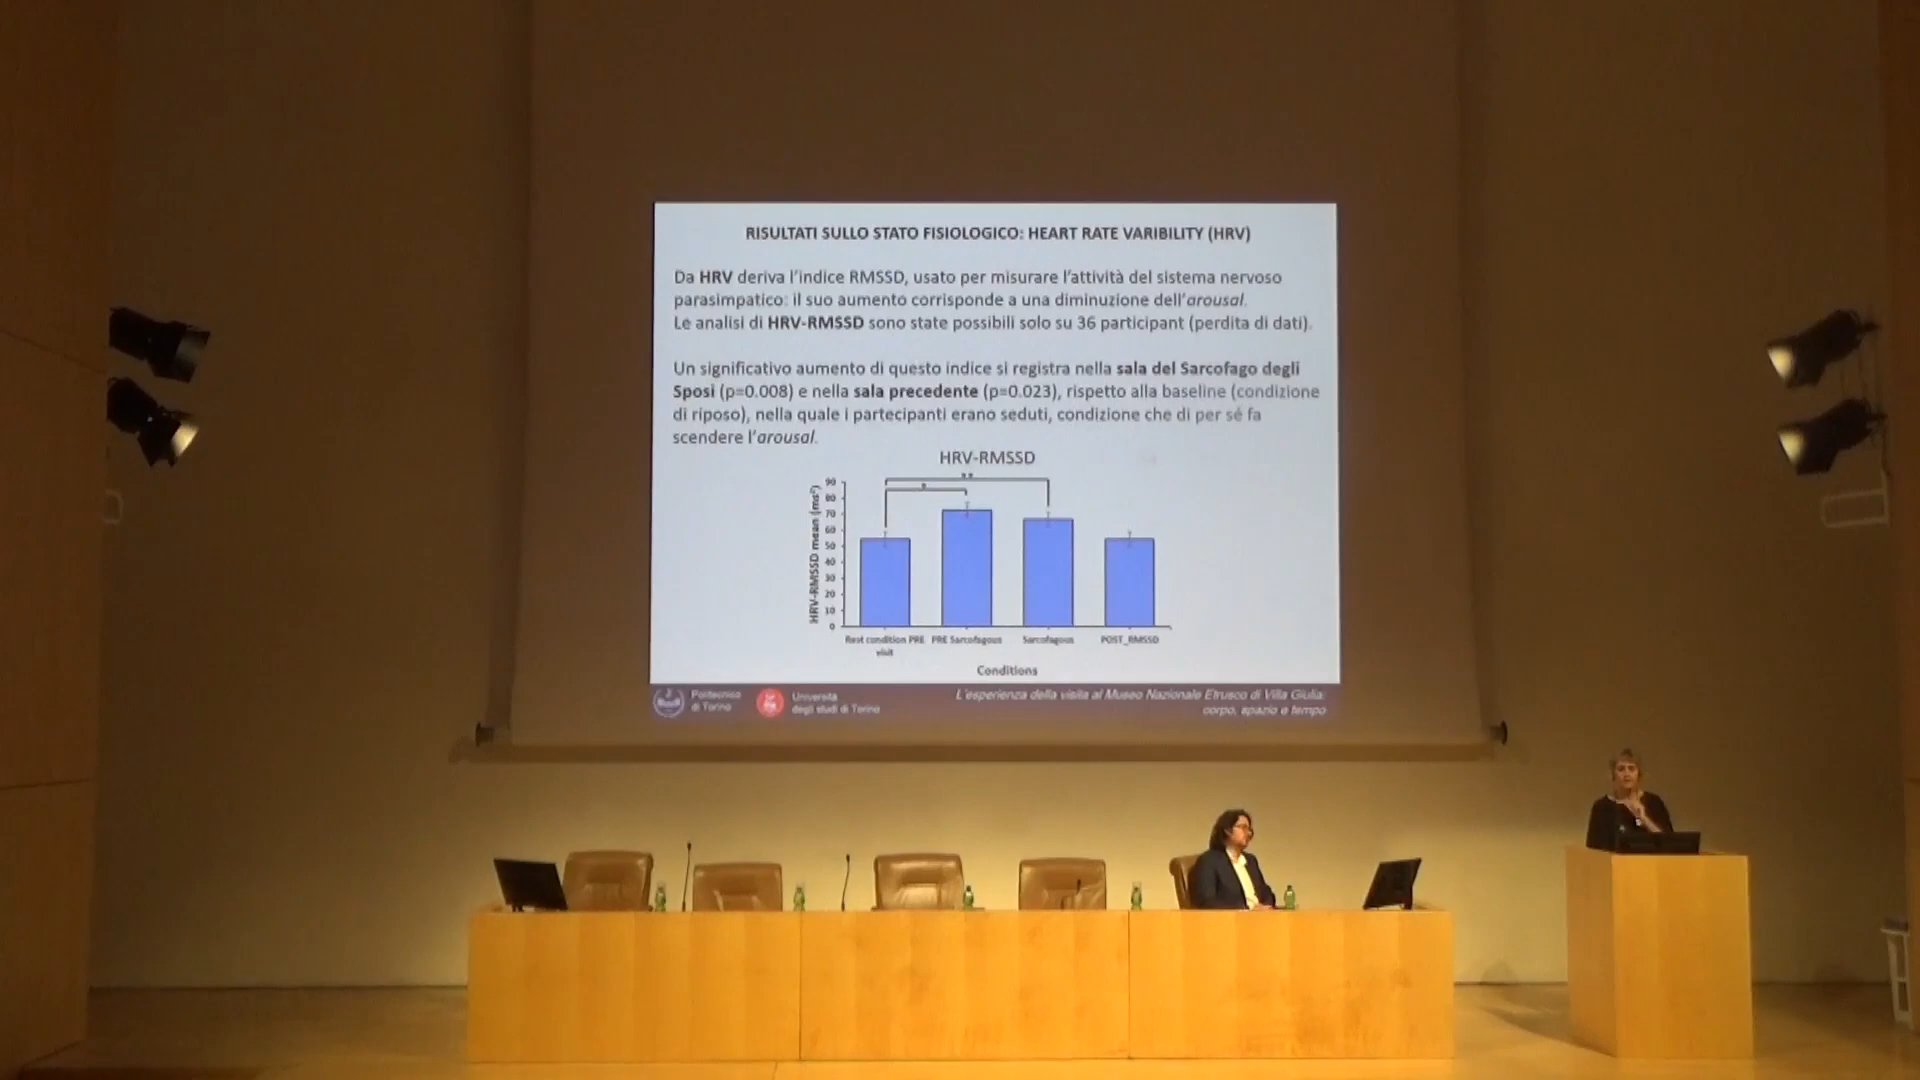 RISULTATI SULLO STATO FISIOLOGICO: HEART RATE VARIBILITY (HRV)
Da HRV deriva l'indice RMSSD, usato per misurare l'attività del sistema nervoso
parasimpatico: il suo aumento corrisponde a una diminuzione dell'arousal.
Le analisi di HRV-RMSSD sono state possibili solo su 36 participant (perdita di dati).
Un significativo aumento di questo indice si registra nella sala del Sarcofago degli
Sposi (p=0.008) e nella sala precedente (p=0.023), rispetto alla baseline (condizione
di riposo), nella quale i partecipanti erano seduti, condizione che di per sé fa
scendere l'arousal.
HRV-RMSSD
**
*
HRV-RMSSD mean (ms²)
90
80
70
60
50
40
30
20
10
0
Rest condition PRE
visit
PRE Sarcofagous
Sarcofagous
POST_RMSSD
Conditions
Politecnico
di Torino
Università
degli studi di Torino
L'esperienza della visita al Museo Nazionale Etrusco di Villa Giulia:
corpo, spazio e tempo